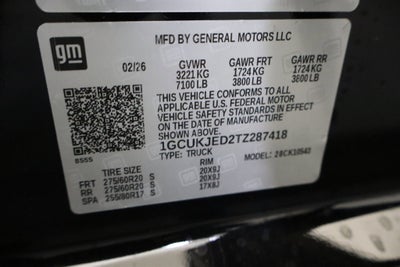 gm
MFD BY GENERAL MOTORS LLC
02/26 GVWR GAWR FRT GAWR RR
3221 KG 1724 KG 1724 KG
7100 LB 3800 LB 3800 LB
THIS VEHICLE CONFORMS TO ALL
APPLICABLE U.S. FEDERAL MOTOR
VEHICLE SAFETY AND BUMPER
STANDARDS IN EFFECT ON THE DATE
OF MANUFACTURE
SHOWN ABOVE.
1GCUKJED2TZ287418
TYPE: TRUCK MODEL:
TIRE SIZE RIM
FRT 275/60R20 S 20X9J
RR 275/60R20 S 20X9J
SPA 255/80R17 S 17X8J